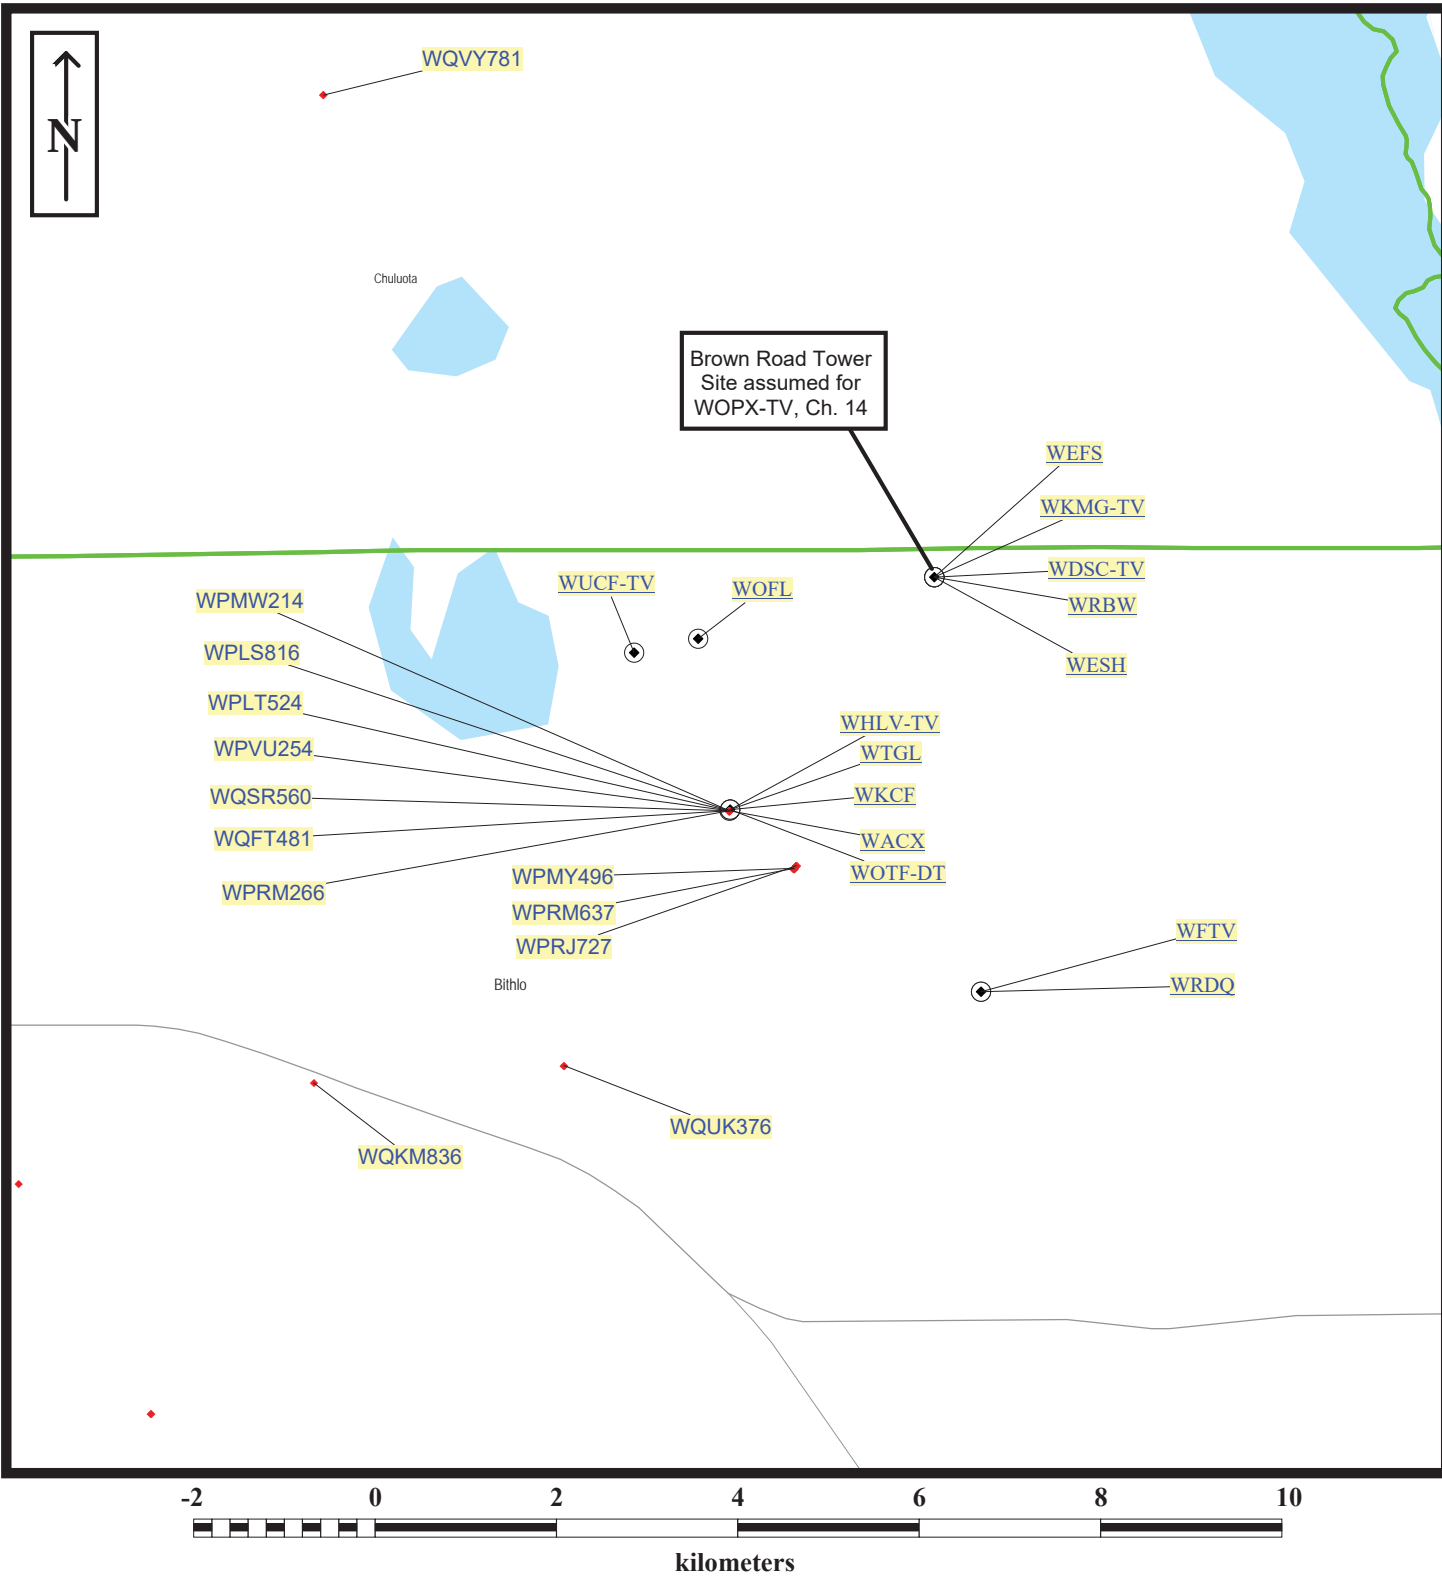 WQVY781
N
Chuluota
Brown Road Tower
Site assumed for
WOPX-TV, Ch. 14
WEFS
WKMG-TV
WDSC-TV
WRBW
WESH
WUCF-TV
WOFL
WPMW214
WPLS816
WPLT524
WPVU254
WQSR560
WQFT481
WPRM266
WHLV-TV
WTGL
WKCF
WACX
WOTF-DT
WPMY496
WPRM637
WPRJ727
WFTV
WRDQ
Bithlo
WQUK376
WQKM836
-2 0 2 4 6 8 10
kilometers